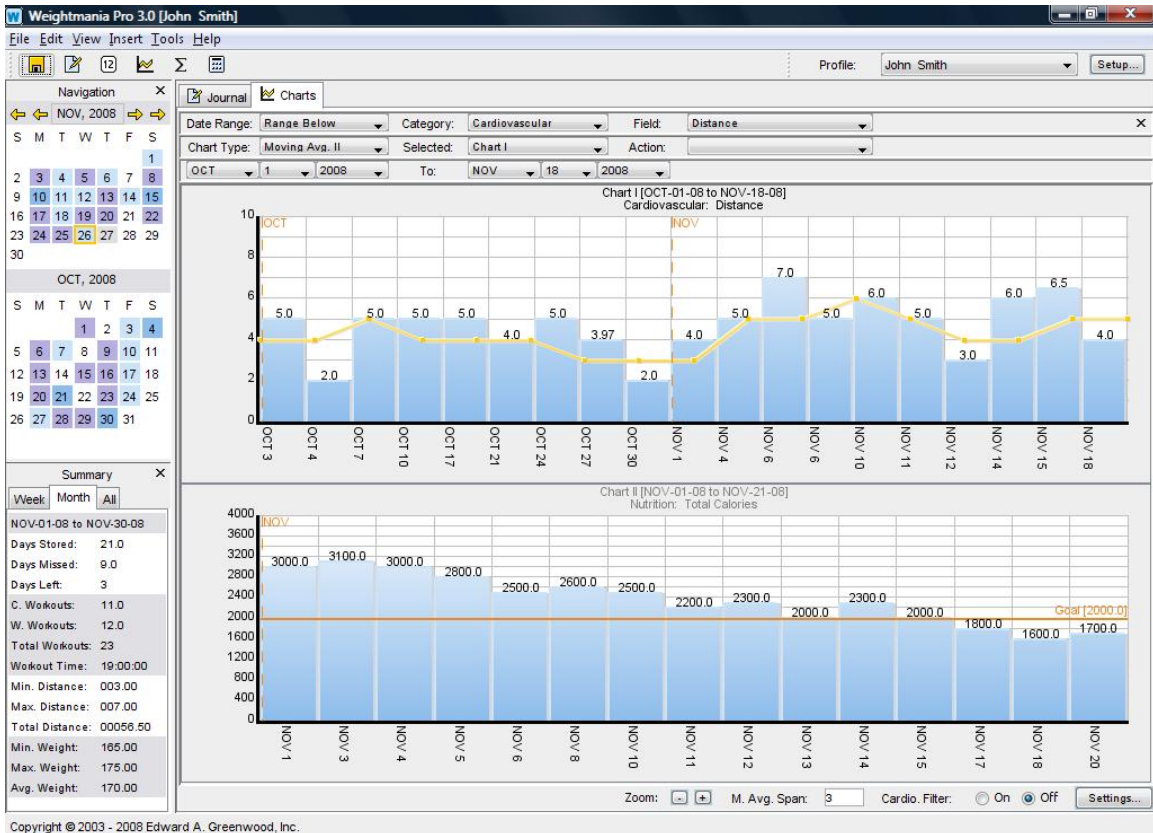 Weightmania Pro 3.0 [John Smith]
File Edit View Insert Tools Help
12 Σ Profile: John Smith Setup...
Navigation X
NOV, 2008
S M T W T F S
1
2 3 4 5 6 7 8
9 10 11 12 13 14 15
16 17 18 19 20 21 22
23 24 25 26 27 28 29
30
OCT, 2008
S M T W T F S
1 2 3 4
5 6 7 8 9 10 11
12 13 14 15 16 17 18
19 20 21 22 23 24 25
26 27 28 29 30 31
Summary X
Week Month All
NOV-01-08 to NOV-30-08
Days Stored: 21.0
Days Missed: 9.0
Days Left: 3
C. Workouts: 11.0
W. Workouts: 12.0
Total Workouts: 23
Workout Time: 19:00:00
Min. Distance: 003.00
Max. Distance: 007.00
Total Distance: 00056.50
Min. Weight: 165.00
Max. Weight: 175.00
Avg. Weight: 170.00
Journal Charts
Date Range: Range Below Category: Cardiovascular Field: Distance X
Chart Type: Moving Avg. II Selected: Chart I Action:
OCT 1 2008 To: NOV 18 2008
Chart I [OCT-01-08 to NOV-18-08]
Cardiovascular: Distance
10
8
6
4
2
0
OCT NOV
5.0 2.0 5.0 5.0 5.0 4.0 5.0 3.97 2.0 4.0 5.0 7.0 5.0 6.0 5.0 3.0 6.0 6.5 4.0
OCT 3 OCT 4 OCT 7 OCT 10 OCT 17 OCT 21 OCT 24 OCT 27 OCT 30 NOV 1 NOV 4 NOV 6 NOV 9 NOV 10 NOV 11 NOV 12 NOV 14 NOV 15 NOV 18
Chart II [NOV-01-08 to NOV-21-08]
Nutrition: Total Calories
4000
3600
3200
2800
2400
2000
1600
1200
800
400
0
NOV
3000.0 3100.0 3000.0 2800.0 2500.0 2600.0 2500.0 2200.0 2300.0 2000.0 2300.0 2000.0 1800.0 1600.0 1700.0
Goal [2000.0]
NOV 1 NOV 3 NOV 4 NOV 5 NOV 6 NOV 8 NOV 10 NOV 11 NOV 12 NOV 13 NOV 14 NOV 15 NOV 17 NOV 18 NOV 20
Zoom: - + M. Avg. Span: 3 Cardio. Filter: On Off Settings...
Copyright © 2003 - 2008 Edward A. Greenwood, Inc.